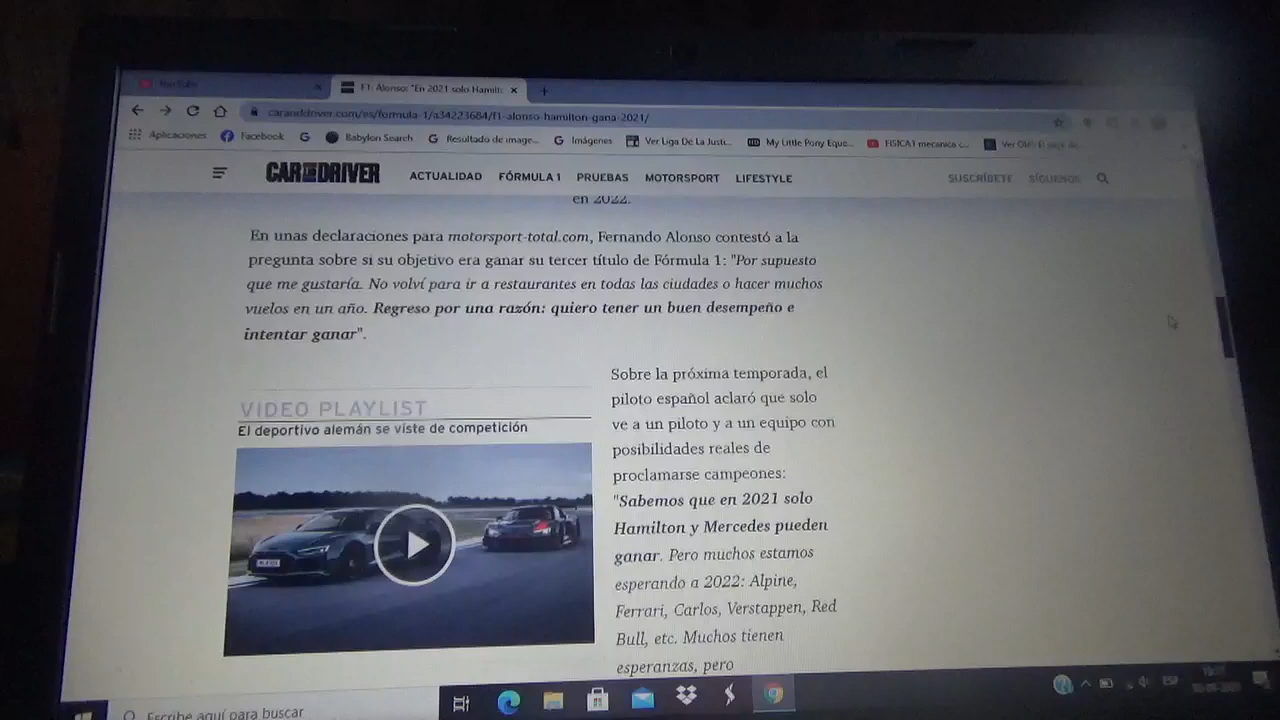 F1: Alonso: "En 2021 solo Hamilt
caranddriver.com/es/formula-1/a34223684/f1-alonso-hamilton-gana-2021/
Aplicaciones
Facebook
Babylon Search
Resultado de image...
Imágenes
Ver Liga De La Justi...
My Little Pony Eque...
FISICA1 mecanica c...
CAR AND DRIVER
ACTUALIDAD
FÓRMULA 1
PRUEBAS
MOTORSPORT
LIFESTYLE
SUSCRÍBETE
SÍGUENOS
en 2022.
En unas declaraciones para motorsport-total.com, Fernando Alonso contestó a la
pregunta sobre si su objetivo era ganar su tercer título de Fórmula 1: "Por supuesto
que me gustaría. No volví para ir a restaurantes en todas las ciudades o hacer muchos
vuelos en un año. Regreso por una razón: quiero tener un buen desempeño e
intentar ganar".
VIDEO PLAYLIST
El deportivo alemán se viste de competición
Sobre la próxima temporada, el
piloto español aclaró que solo
ve a un piloto y a un equipo con
posibilidades reales de
proclamarse campeones:
"Sabemos que en 2021 solo
Hamilton y Mercedes pueden
ganar. Pero muchos estamos
esperando a 2022: Alpine,
Ferrari, Carlos, Verstappen, Red
Bull, etc. Muchos tienen
esperanzas, pero
Escribe aquí para buscar
ESP